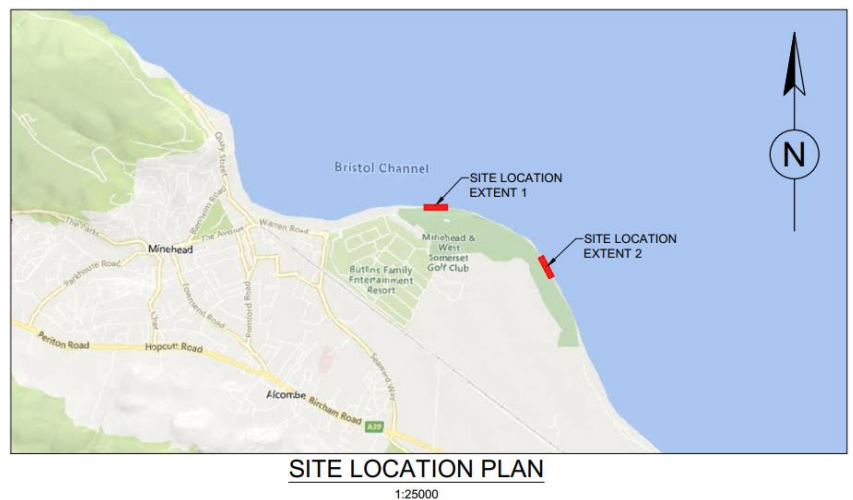 Bristol Channel
SITE LOCATION
EXTENT 1
N
Quay Street
Blenheim Road
The Parks
The Avenue
Warren Road
Minehead
Minehead &
West
Somerset
Golf Club
SITE LOCATION
EXTENT 2
Parkhouse Road
Butlins Family
Entertainment
Resort
Townsend Road
Ponsford Road
Periton Road
Hopcott Road
Seaward Way
Alcombe
Bircham Road
A39
SITE LOCATION PLAN
1:25000